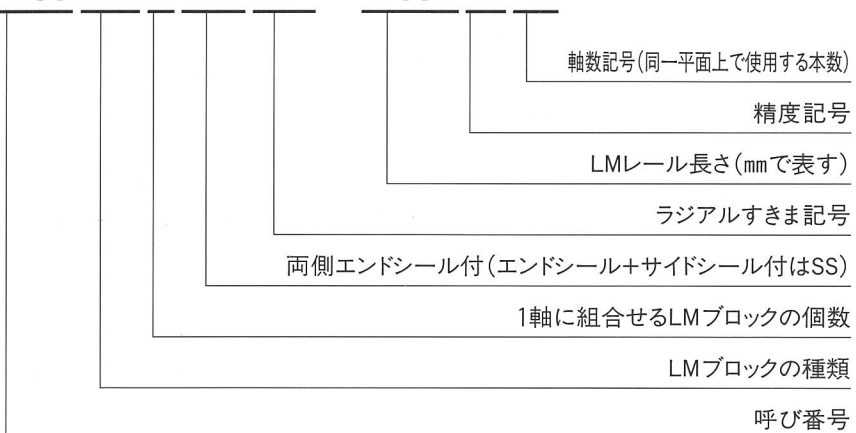 軸数記号(同一平面上で使用する本数)
精度記号
LMレール長さ(㎜で表す)
ラジアルすきま記号
両側エンドシール付(エンドシール+サイドシール付はSS)
1軸に組合せるLMブロックの個数
LMブロックの種類
呼び番号